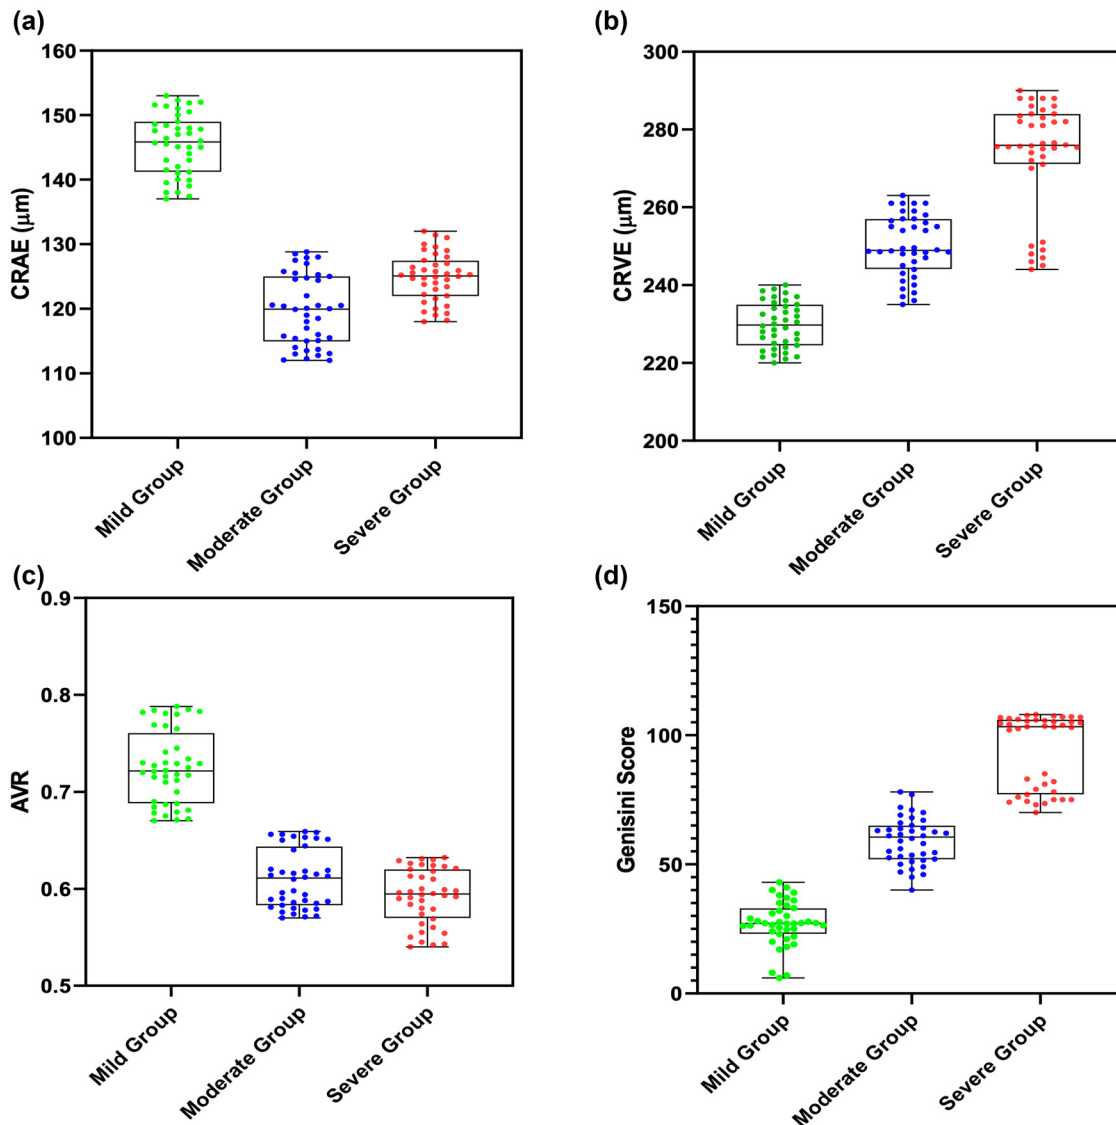 (a)
CRAE (μm)
160
150
140
130
120
110
100
Mild Group
Moderate Group
Severe Group
(b)
CRVE (μm)
300
280
260
240
220
200
Mild Group
Moderate Group
Severe Group
(c)
AVR
0.9
0.8
0.7
0.6
0.5
Mild Group
Moderate Group
Severe Group
(d)
Genisini Score
150
100
50
0
Mild Group
Moderate Group
Severe Group